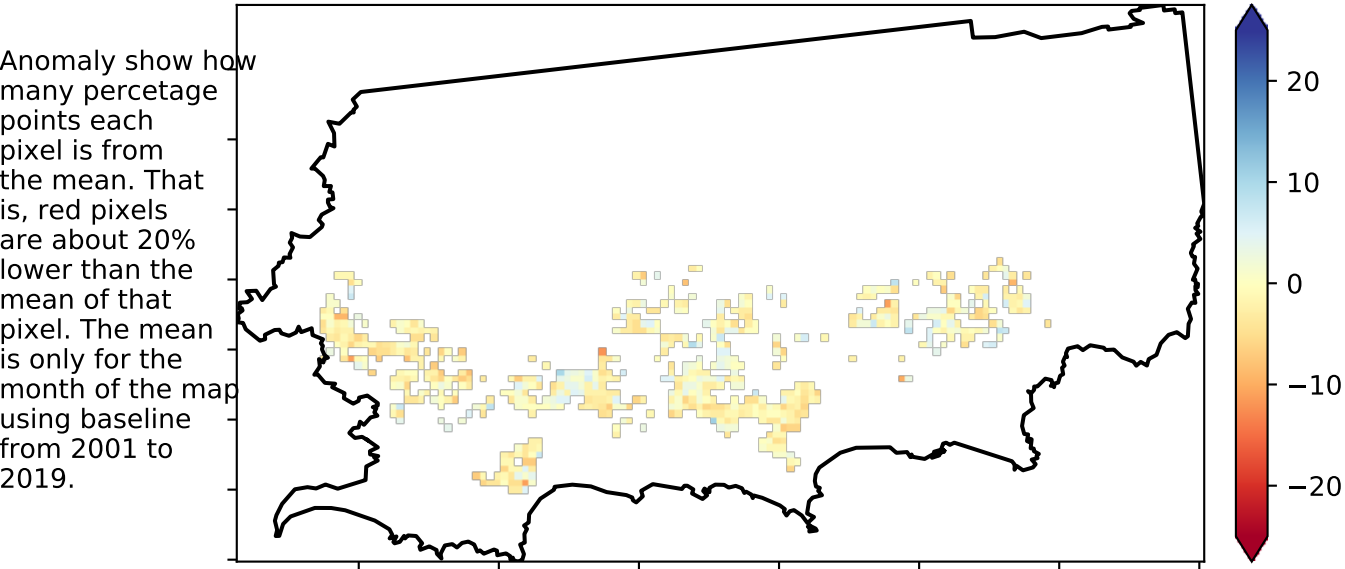 Anomaly show how
many percetage
points each
pixel is from
the mean. That
is, red pixels
are about 20%
lower than the
mean of that
pixel. The mean
is only for the
month of the map
using baseline
from 2001 to
2019.
20
10
0
−10
−20